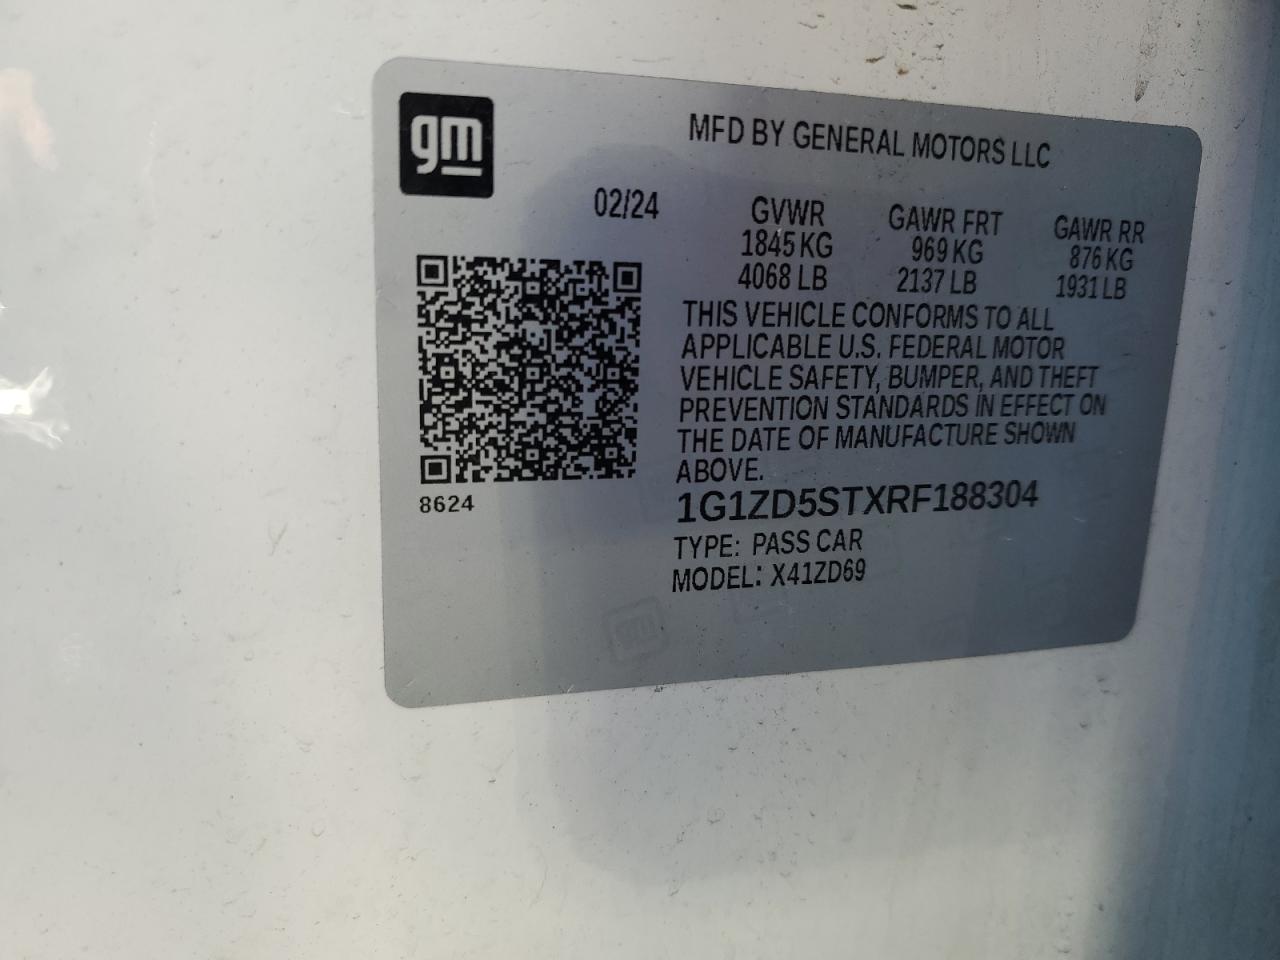 gm
MFD BY GENERAL MOTORS LLC
02/24
GVWR GAWR FRT GAWR RR
1845 KG 969 KG 876 KG
4068 LB 2137 LB 1931 LB
THIS VEHICLE CONFORMS TO ALL
APPLICABLE U.S. FEDERAL MOTOR
VEHICLE SAFETY, BUMPER, AND THEFT
PREVENTION STANDARDS IN EFFECT ON
THE DATE OF MANUFACTURE SHOWN
ABOVE.
8624
1G1ZD5STXRF188304
TYPE: PASS CAR
MODEL: X41ZD69
gm